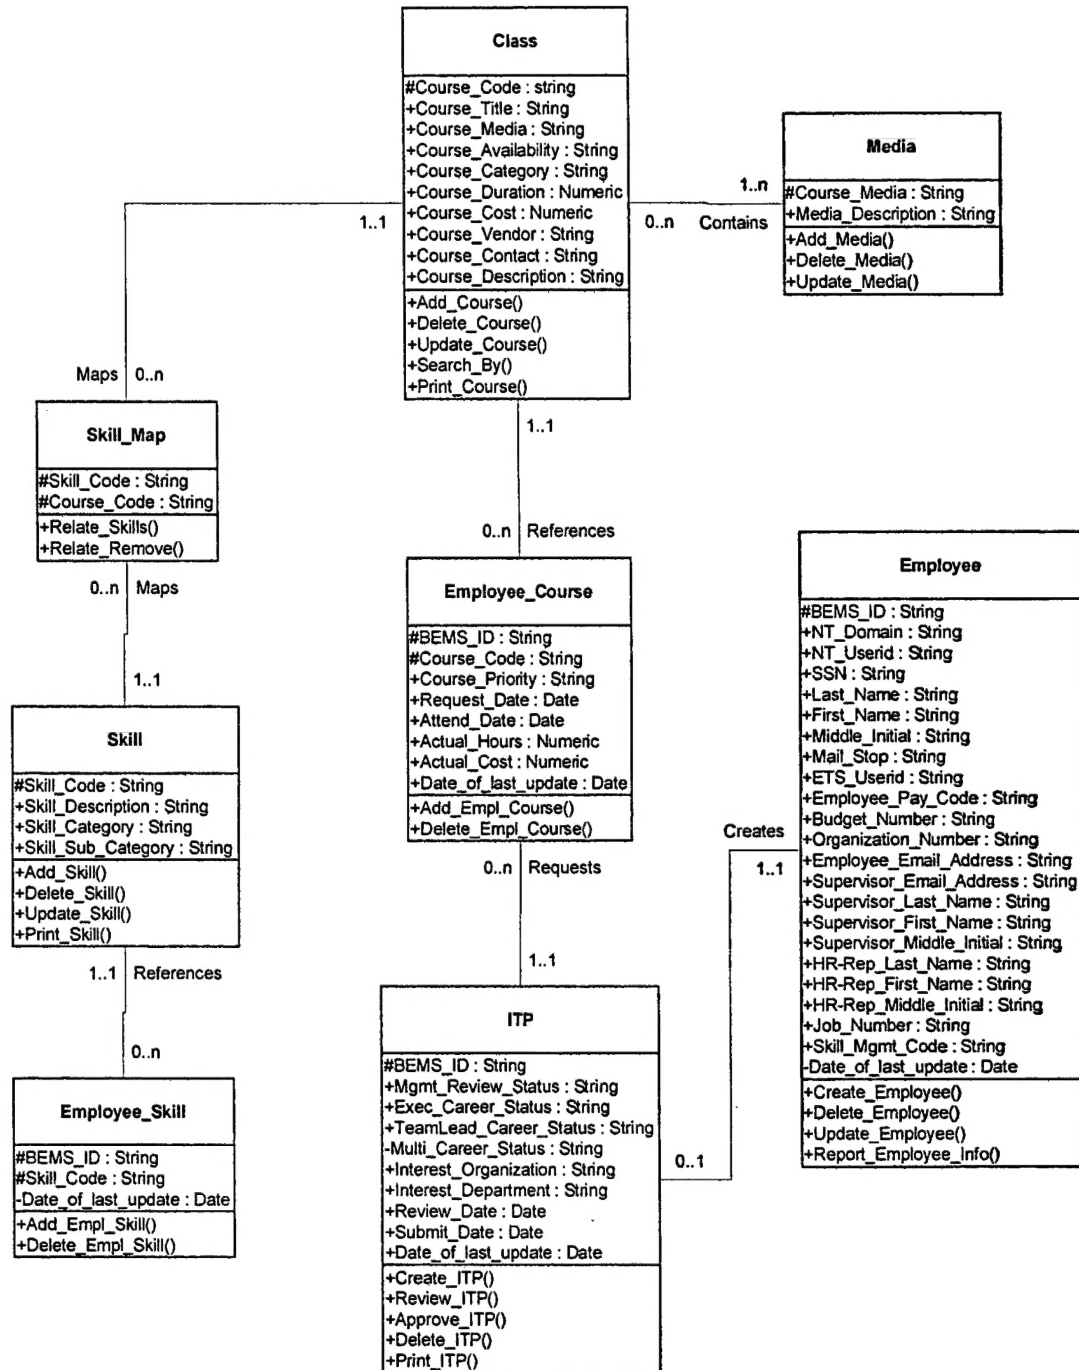 Class
#Course_Code : string
+Course_Title : String
+Course_Media : String
+Course_Availability : String
+Course_Category : String
+Course_Duration : Numeric
+Course_Cost : Numeric
+Course_Vendor : String
+Course_Contact : String
+Course_Description : String
+Add_Course()
+Delete_Course()
+Update_Course()
+Search_By()
+Print_Course()
Media
#Course_Media : String
+Media_Description : String
+Add_Media()
+Delete_Media()
+Update_Media()
1..n
0..n Contains
1..1
Maps 0..n
Skill_Map
#Skill_Code : String
#Course_Code : String
+Relate_Skills()
+Relate_Remove()
0..n Maps
1..1
Skill
#Skill_Code : String
+Skill_Description : String
+Skill_Category : String
+Skill_Sub_Category : String
+Add_Skill()
+Delete_Skill()
+Update_Skill()
+Print_Skill()
1..1 References
0..n
Employee_Skill
#BEMS_ID : String
#Skill_Code : String
-Date_of_last_update : Date
+Add_Empl_Skill()
+Delete_Empl_Skill()
1..1
0..n References
Employee_Course
#BEMS_ID : String
#Course_Code : String
+Course_Priority : String
+Request_Date : Date
+Attend_Date : Date
+Actual_Hours : Numeric
+Actual_Cost : Numeric
+Date_of_last_update : Date
+Add_Empl_Course()
+Delete_Empl_Course()
0..n Requests
1..1
ITP
#BEMS_ID : String
+Mgmt_Review_Status : String
+Exec_Career_Status : String
+TeamLead_Career_Status : String
-Multi_Career_Status : String
+Interest_Organization : String
+Interest_Department : String
+Review_Date : Date
+Submit_Date : Date
+Date_of_last_update : Date
+Create_ITP()
+Review_ITP()
+Approve_ITP()
+Delete_ITP()
+Print_ITP()
Creates
1..1
0..1
Employee
#BEMS_ID : String
+NT_Domain : String
+NT_Userid : String
+SSN : String
+Last_Name : String
+First_Name : String
+Middle_Initial : String
+Mail_Stop : String
+ETS_Userid : String
+Employee_Pay_Code : String
+Budget_Number : String
+Organization_Number : String
+Employee_Email_Address : String
+Supervisor_Email_Address : String
+Supervisor_Last_Name : String
+Supervisor_First_Name : String
+Supervisor_Middle_Initial : String
+HR-Rep_Last_Name : String
+HR-Rep_First_Name : String
+HR-Rep_Middle_Initial : String
+Job_Number : String
+Skill_Mgmt_Code : String
-Date_of_last_update : Date
+Create_Employee()
+Delete_Employee()
+Update_Employee()
+Report_Employee_Info()